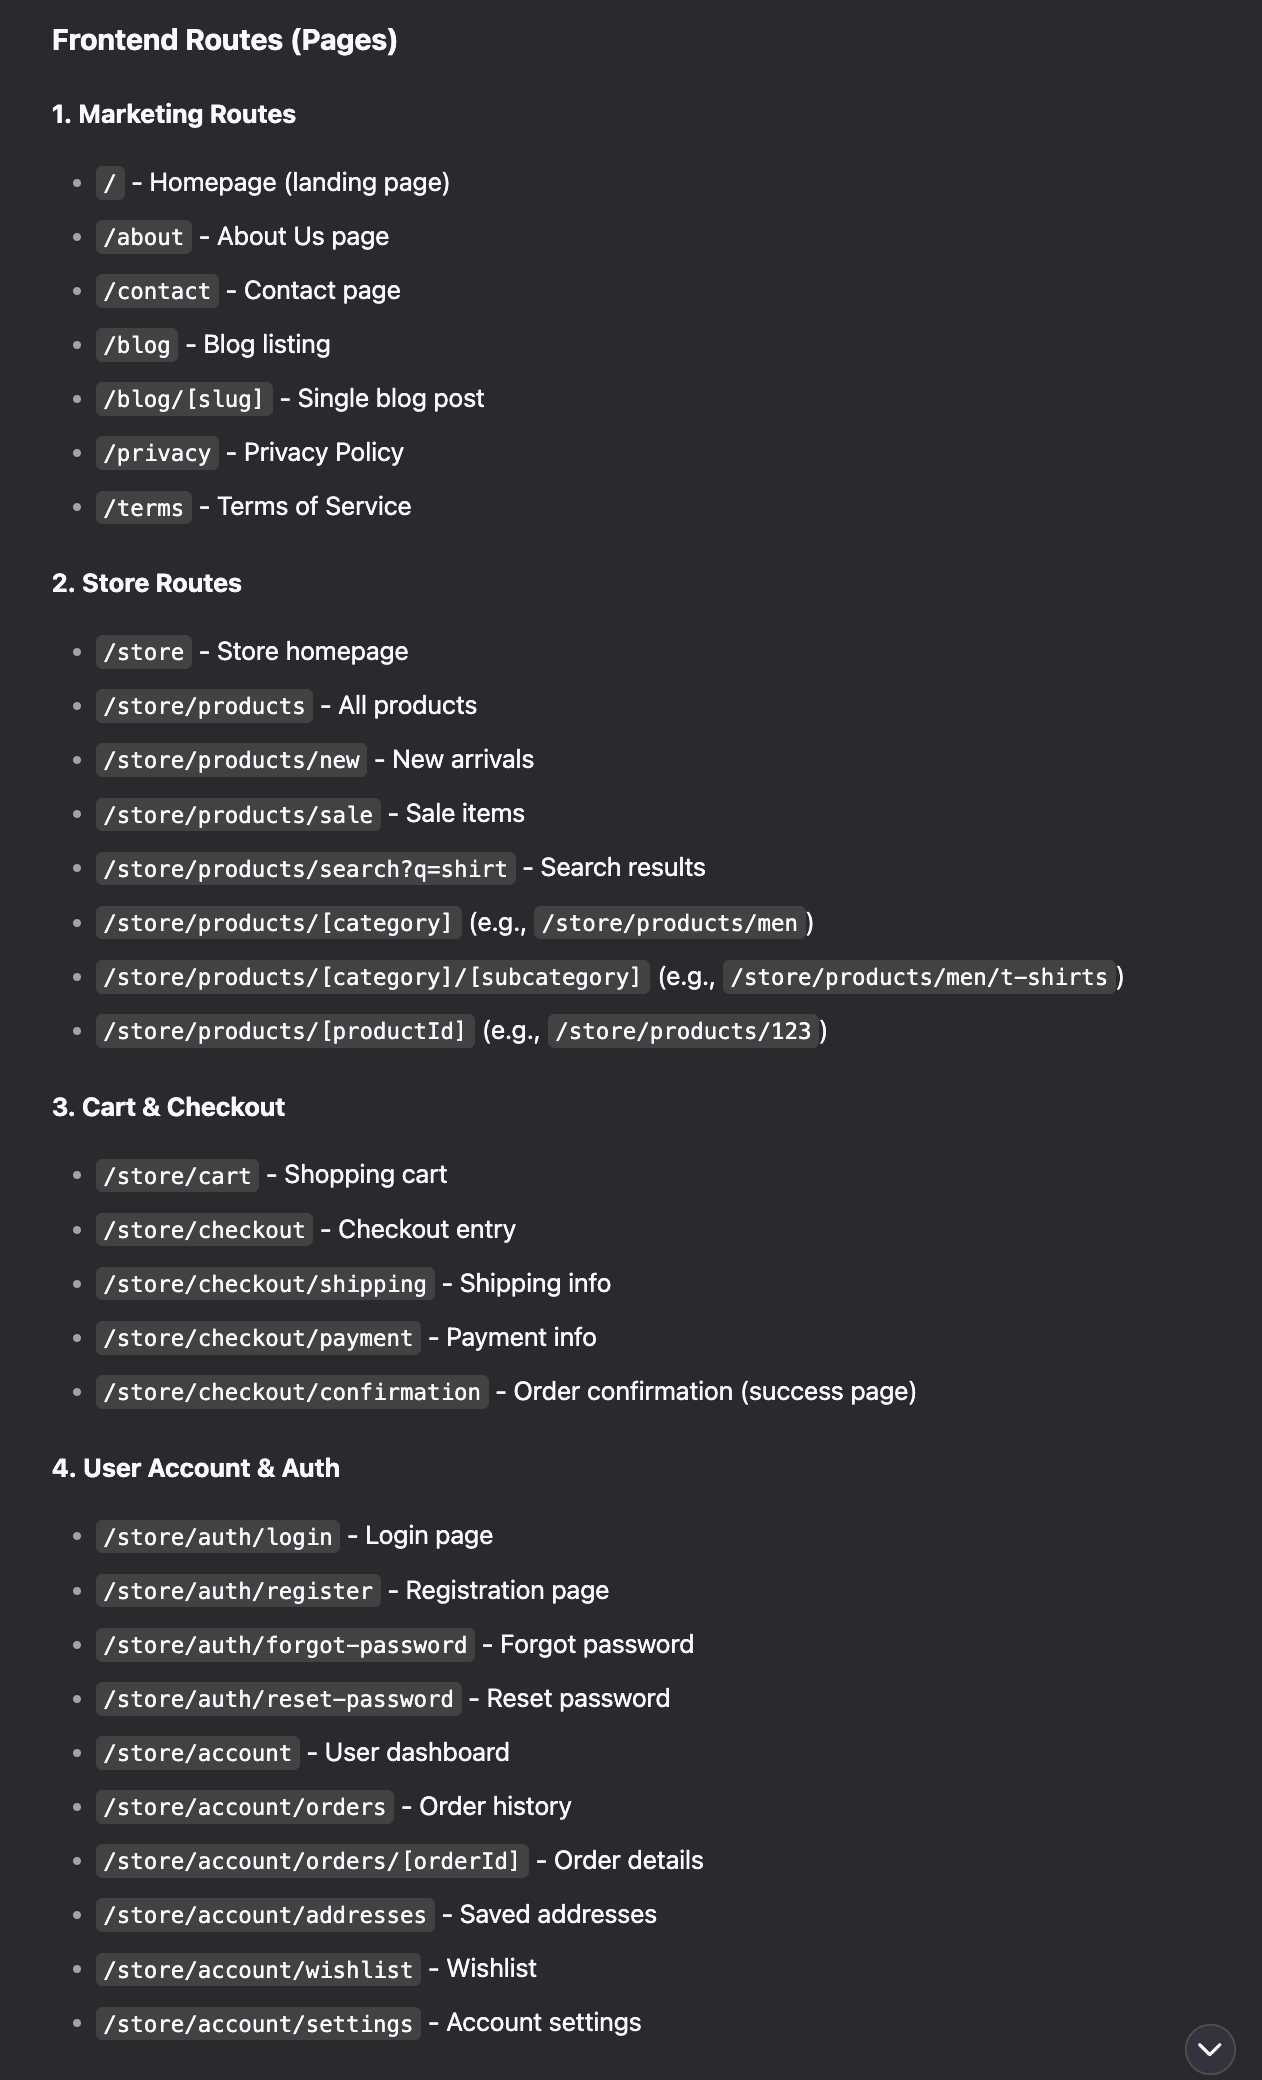 Frontend Routes (Pages)
1. Marketing Routes
• / - Homepage (landing page)
• /about - About Us page
• /contact - Contact page
• /blog - Blog listing
• /blog/[slug] - Single blog post
• /privacy - Privacy Policy
• /terms - Terms of Service
2. Store Routes
• /store - Store homepage
• /store/products - All products
• /store/products/new - New arrivals
• /store/products/sale - Sale items
• /store/products/search?q=shirt - Search results
• /store/products/[category] (e.g., /store/products/men)
• /store/products/[category]/[subcategory] (e.g., /store/products/men/t-shirts)
• /store/products/[productId] (e.g., /store/products/123)
3. Cart & Checkout
• /store/cart - Shopping cart
• /store/checkout - Checkout entry
• /store/checkout/shipping - Shipping info
• /store/checkout/payment - Payment info
• /store/checkout/confirmation - Order confirmation (success page)
4. User Account & Auth
• /store/auth/login - Login page
• /store/auth/register - Registration page
• /store/auth/forgot-password - Forgot password
• /store/auth/reset-password - Reset password
• /store/account - User dashboard
• /store/account/orders - Order history
• /store/account/orders/[orderId] - Order details
• /store/account/addresses - Saved addresses
• /store/account/wishlist - Wishlist
• /store/account/settings - Account settings